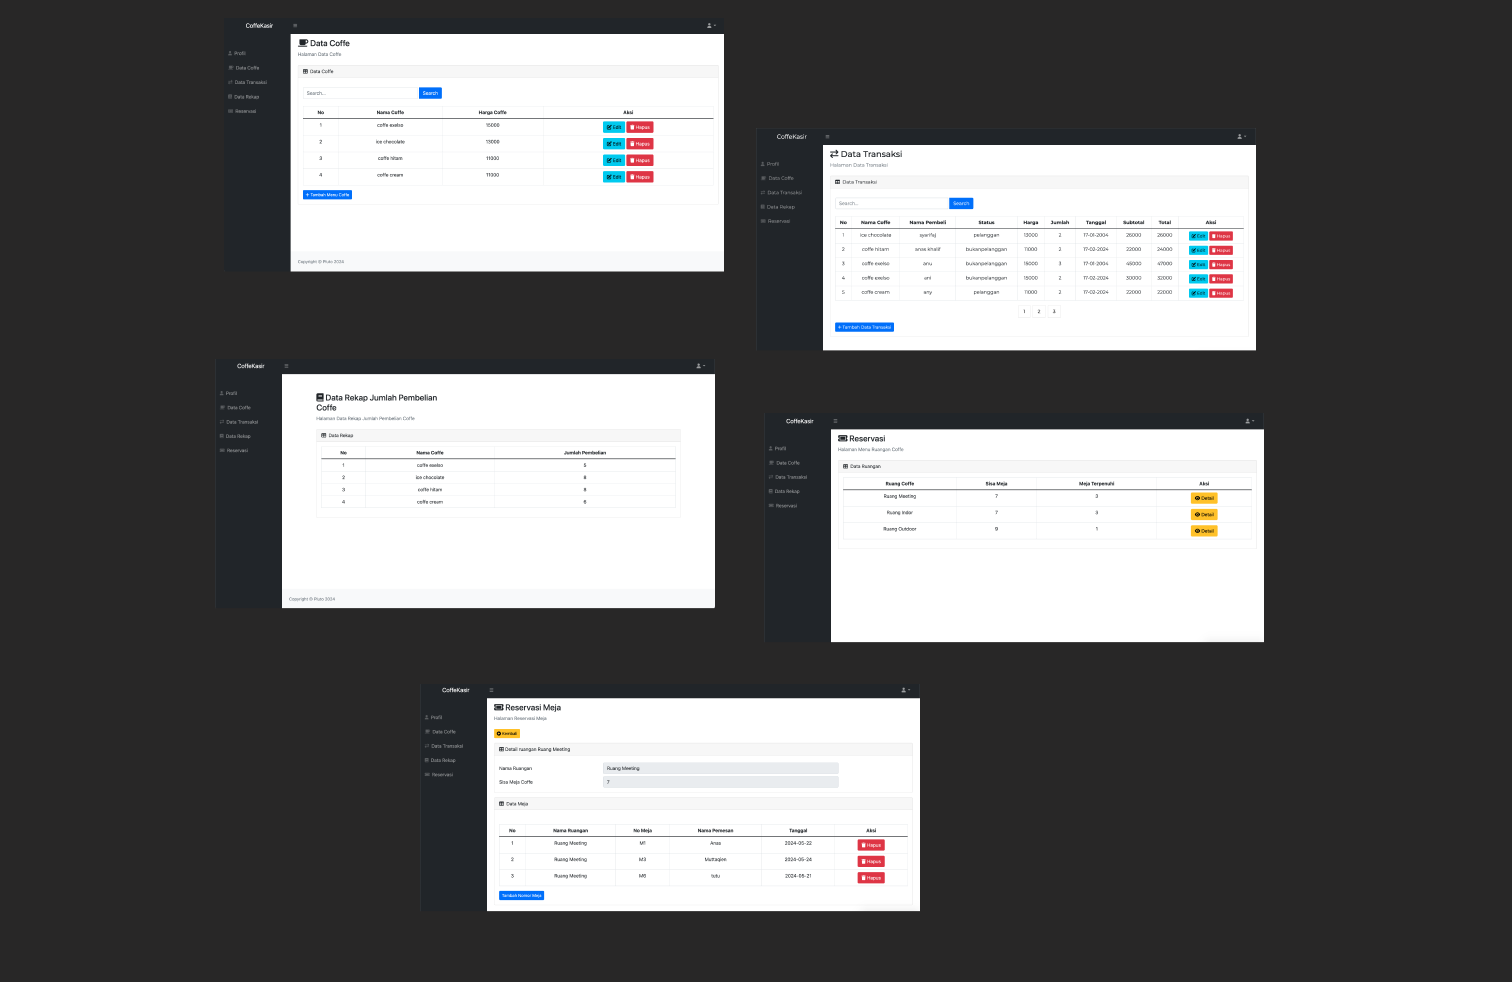 CoffeKasir
Profil
Data Coffe
Data Transaksi
Data Rekap
Reservasi
Data Coffe
Halaman Data Coffe
Data Coffe
Search...
Search
No Nama Coffe Harga Coffe Aksi
1 coffe exelso 15000 Edit Hapus
2 ice chocolate 13000 Edit Hapus
3 coffe hitam 11000 Edit Hapus
4 coffe cream 11000 Edit Hapus
+ Tambah Menu Coffe
Copyright © Pluto 2024
CoffeKasir
Profil
Data Coffe
Data Transaksi
Data Rekap
Reservasi
Data Transaksi
Halaman Data Transaksi
Data Transaksi
Search...
Search
No Nama Coffe Nama Pembeli Status Harga Jumlah Tanggal Subtotal Total Aksi
1 ice chocolate syarifaj pelanggan 13000 2 17-01-2004 26000 26000 Edit Hapus
2 coffe hitam anas khalif bukanpelanggan 11000 2 17-02-2024 22000 24000 Edit Hapus
3 coffe exelso anu bukanpelanggan 15000 3 17-01-2004 45000 47000 Edit Hapus
4 coffe exelso ani bukanpelanggan 15000 2 17-02-2024 30000 32000 Edit Hapus
5 coffe cream any pelanggan 11000 2 17-02-2024 22000 22000 Edit Hapus
1 2 3
+ Tambah Data Transaksi
CoffeKasir
Profil
Data Coffe
Data Transaksi
Data Rekap
Reservasi
Data Rekap Jumlah Pembelian
Coffe
Halaman Data Rekap Jumlah Pembelian Coffe
Data Rekap
No Nama Coffe Jumlah Pembelian
1 coffe exelso 5
2 ice chocolate
3 coffe hitam
4 coffe cream
Copyright © Pluto 2024
CoffeKasir
Profil
Data Coffe
Data Transaksi
Data Rekap
Reservasi
Reservasi
Halaman Menu Ruangan Coffe
Data Ruangan
Ruang Coffe Sisa Meja Meja Terpenuhi Aksi
Ruang Meeting 7 3 Detail
Ruang Indor 7 3 Detail
Ruang Outdoor 9 1 Detail
CoffeKasir
Profil
Data Coffe
Data Transaksi
Data Rekap
Reservasi
Reservasi Meja
Halaman Reservasi Meja
Kembali
Detail ruangan Ruang Meeting
Nama Ruangan Ruang Meeting
Sisa Meja Coffe 7
Data Meja
No Nama Ruangan No Meja Nama Pemesan Tanggal Aksi
1 Ruang Meeting M1 Anas 2024-05-22 Hapus
2 Ruang Meeting M3 Muttaqien 2024-05-24 Hapus
3 Ruang Meeting tutu Hapus
Tambah Nomor Meja